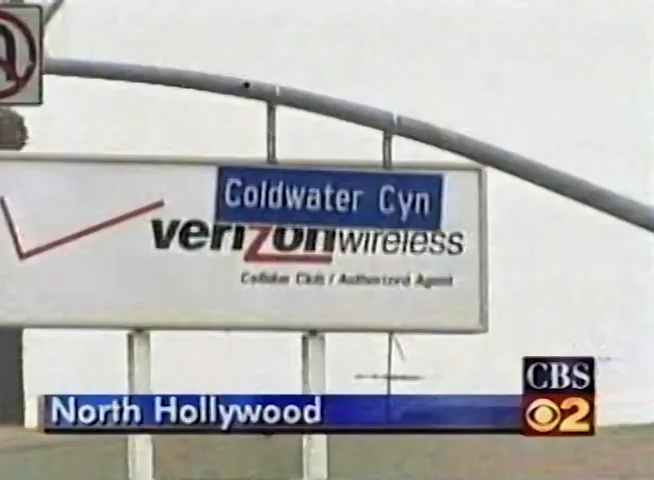 Coldwater Cyn
verizon wireless
Cellular Club / Authorized Agent
North Hollywood
CBS
2